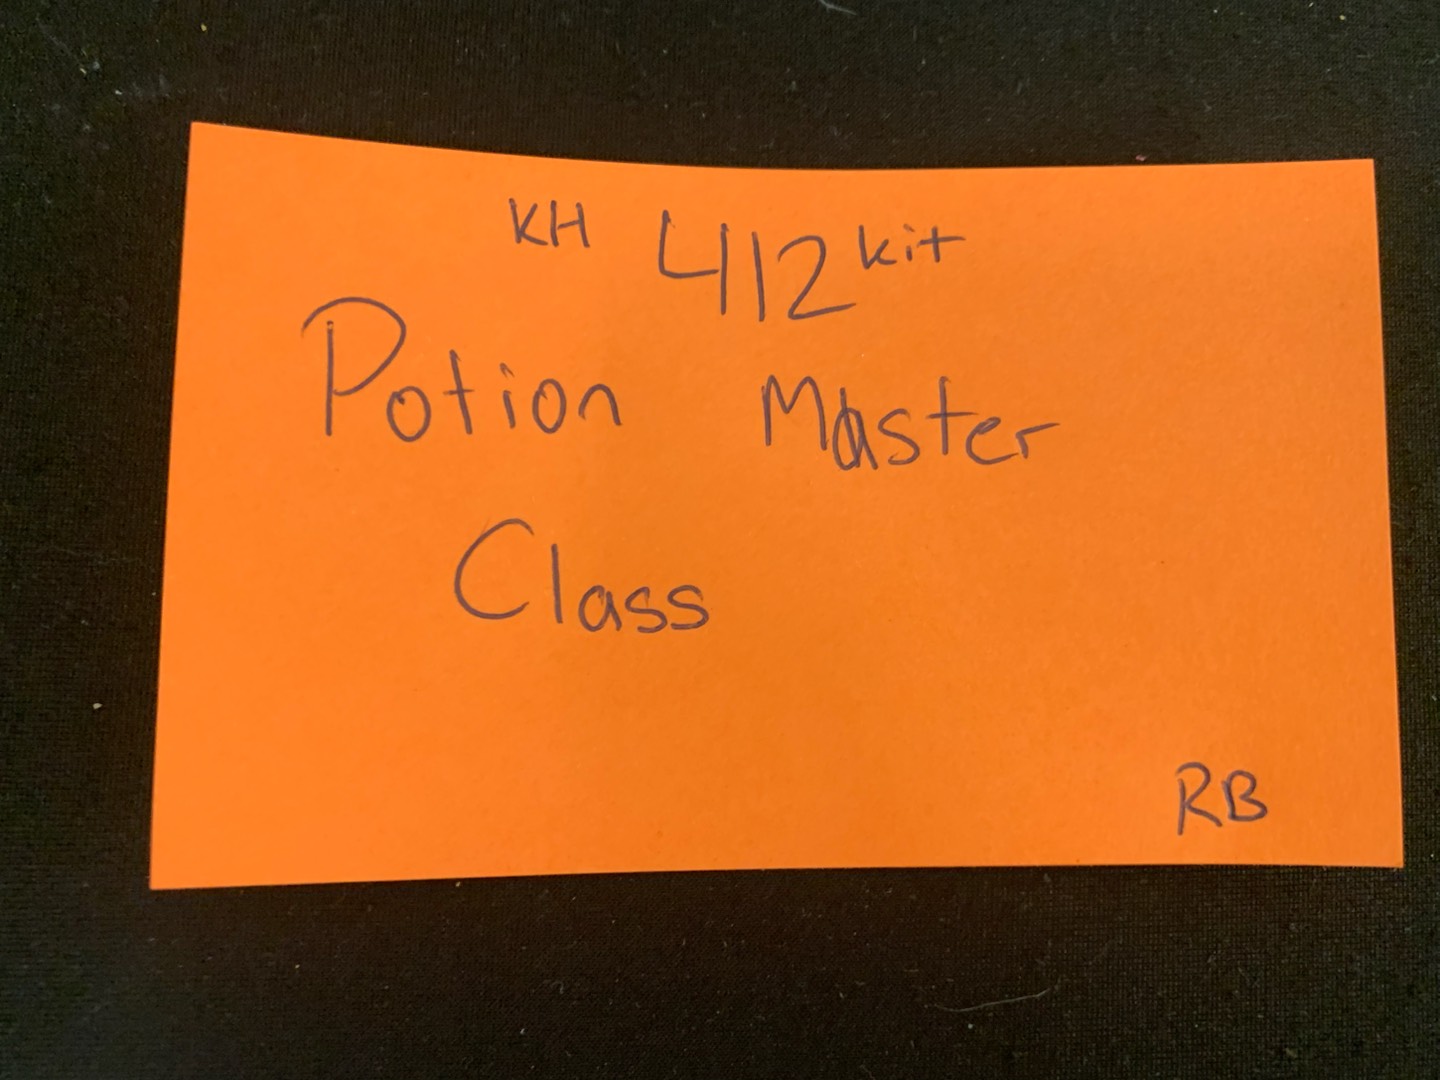 KH 412 kit
Potion Master
Class
RB